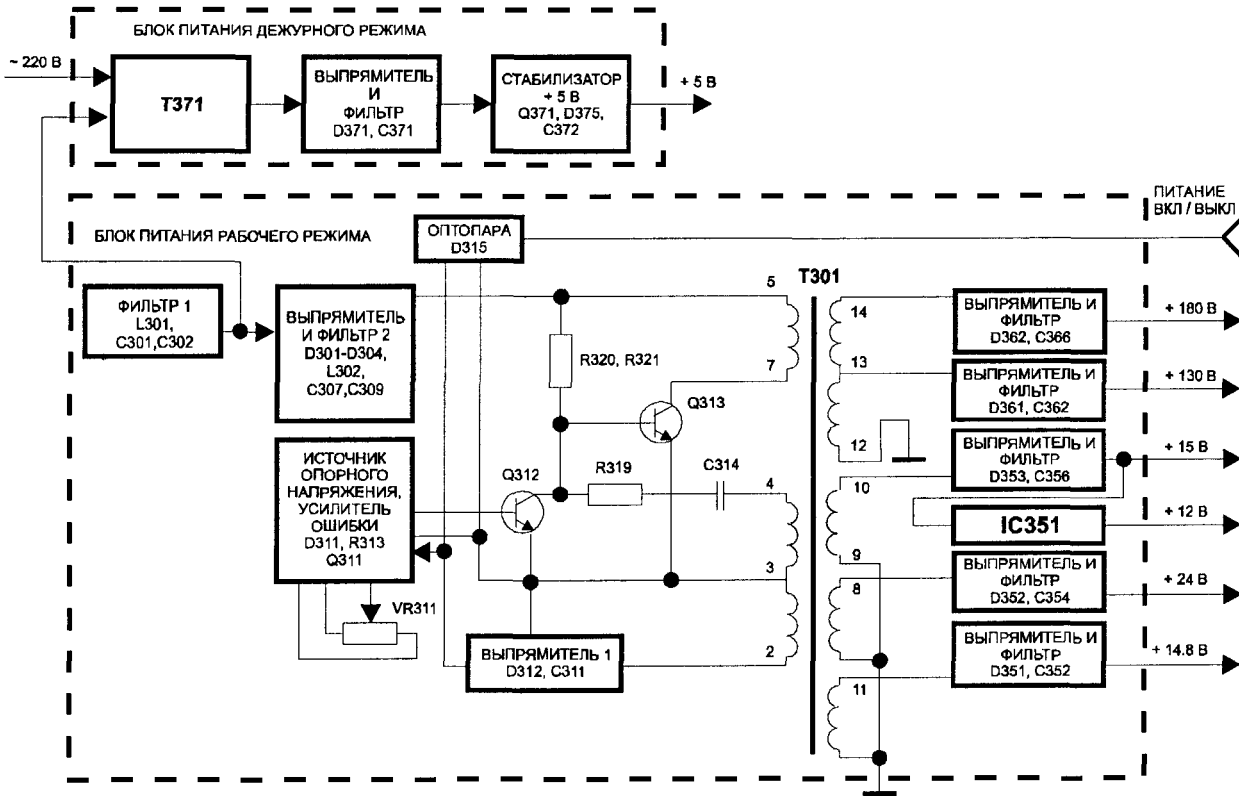 БЛОК ПИТАНИЯ ДЕЖУРНОГО РЕЖИМА
~ 220 В
Т371
ВЫПРЯМИТЕЛЬ
И
ФИЛЬТР
D371, C371
СТАБИЛИЗАТОР
+ 5 В
Q371, D375,
C372
+ 5 В
ПИТАНИЕ
ВКЛ / ВЫКЛ
БЛОК ПИТАНИЯ РАБОЧЕГО РЕЖИМА
ОПТОПАРА
D315
ФИЛЬТР 1
L301,
C301,C302
ВЫПРЯМИТЕЛЬ
И ФИЛЬТР 2
D301-D304,
L302,
C307,C309
R320, R321
Q313
ИСТОЧНИК
ОПОРНОГО
НАПРЯЖЕНИЯ,
УСИЛИТЕЛЬ
ОШИБКИ
D311, R313
Q311
VR311
Q312
R319
C314
ВЫПРЯМИТЕЛЬ 1
D312, C311
T301
5
7
4
3
2
14
13
12
10
9
8
11
ВЫПРЯМИТЕЛЬ И
ФИЛЬТР
D362, C366
+ 180 В
ВЫПРЯМИТЕЛЬ И
ФИЛЬТР
D361, C362
+ 130 В
ВЫПРЯМИТЕЛЬ И
ФИЛЬТР
D353, C356
+ 15 В
IC351
+ 12 В
ВЫПРЯМИТЕЛЬ И
ФИЛЬТР
D352, C354
+ 24 В
ВЫПРЯМИТЕЛЬ И
ФИЛЬТР
D351, C352
+ 14.8 В